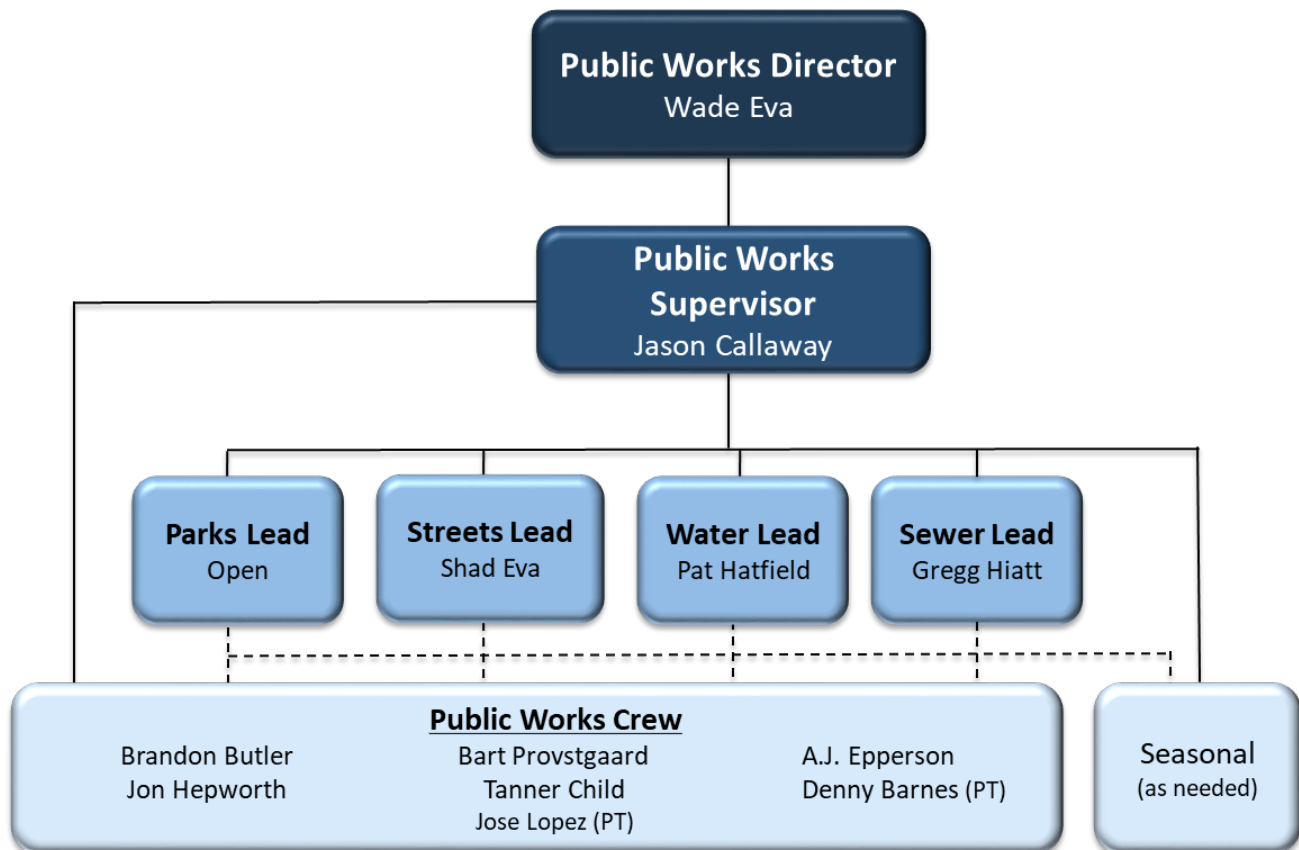 Public Works Director
Wade Eva
Public Works
Supervisor
Jason Callaway
Parks Lead
Open
Streets Lead
Shad Eva
Water Lead
Pat Hatfield
Sewer Lead
Gregg Hiatt
Public Works Crew
Brandon Butler
Jon Hepworth
Bart Provstgaard
Tanner Child
Jose Lopez (PT)
A.J. Epperson
Denny Barnes (PT)
Seasonal
(as needed)